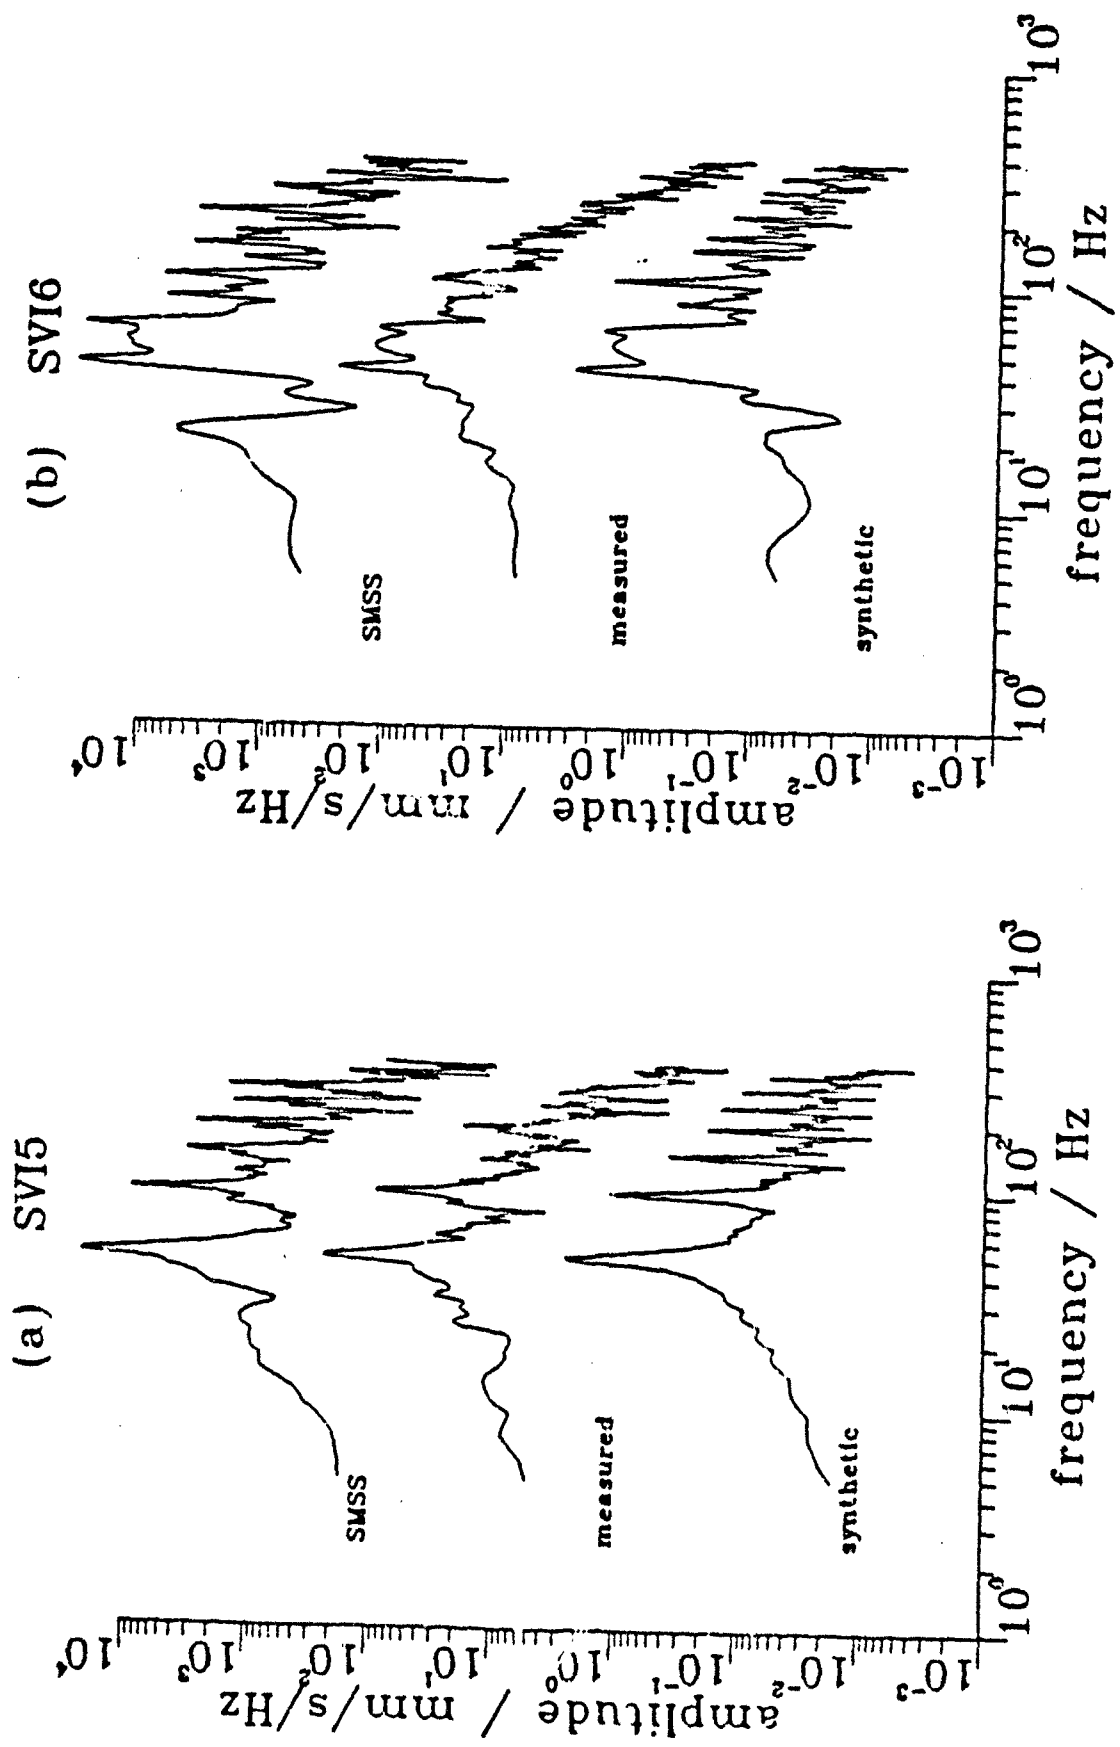 (a) SVI5
amplitude / mm/s/Hz
10⁴
10³
10²
10¹
10⁰
10⁻¹
10⁻²
10⁻³
SMSS
measured
synthetic
10⁰ 10¹ 10² 10³
frequency / Hz
(b) SVI6
amplitude / mm/s/Hz
10⁴
10³
10²
10¹
10⁰
10⁻¹
10⁻²
10⁻³
SMSS
measured
synthetic
10⁰ 10¹ 10² 10³
frequency / Hz